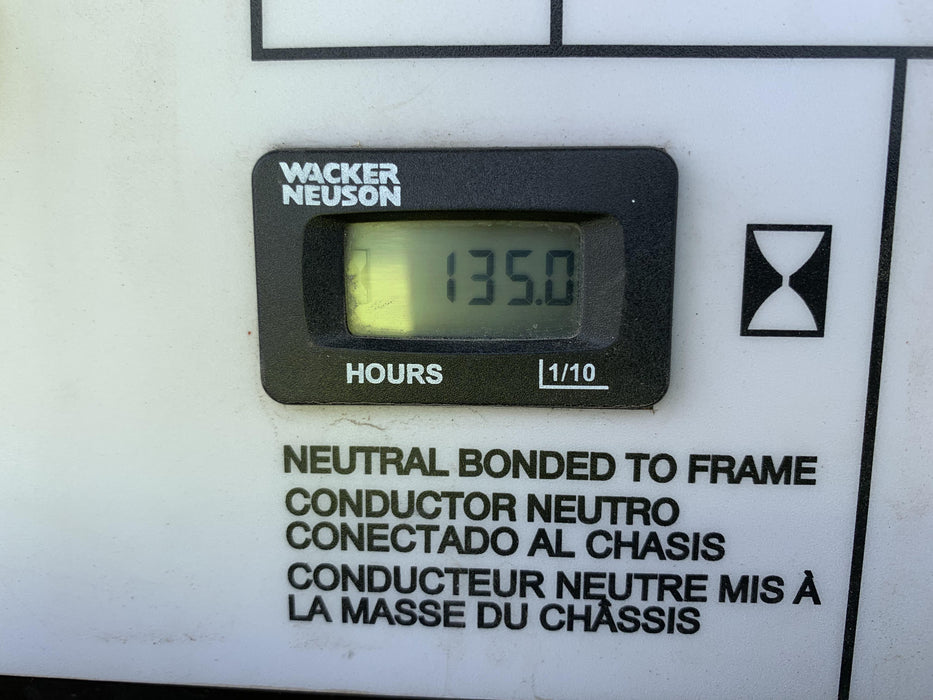 WACKER
NEUSON
135.0
HOURS
1/10
NEUTRAL BONDED TO FRAME
CONDUCTOR NEUTRO
CONECTADO AL CHASIS
CONDUCTEUR NEUTRE MIS À
LA MASSE DU CHÂSSIS